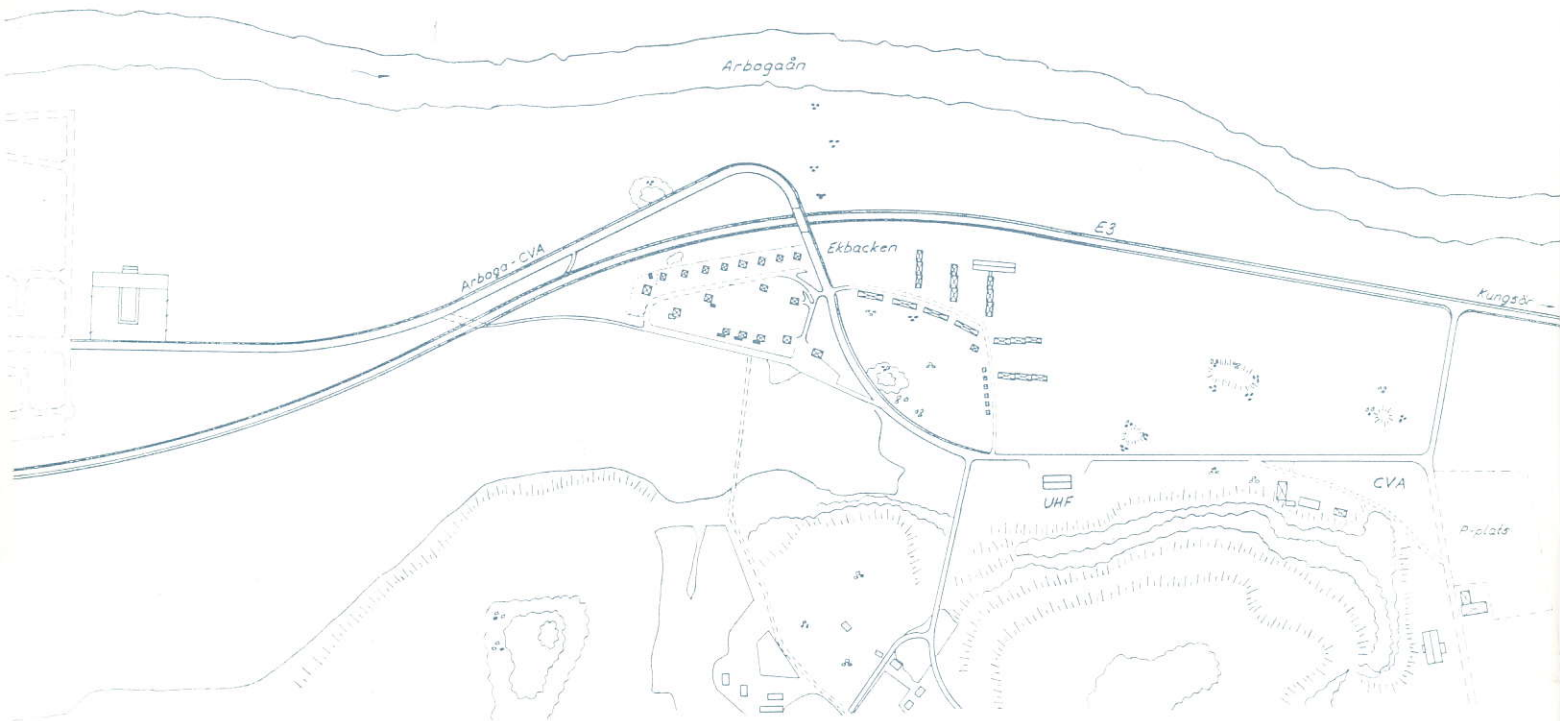 Arbogaån
Arboga-CVA
Ekbacken
E3
Kungsör
UHF
CVA
P-plats